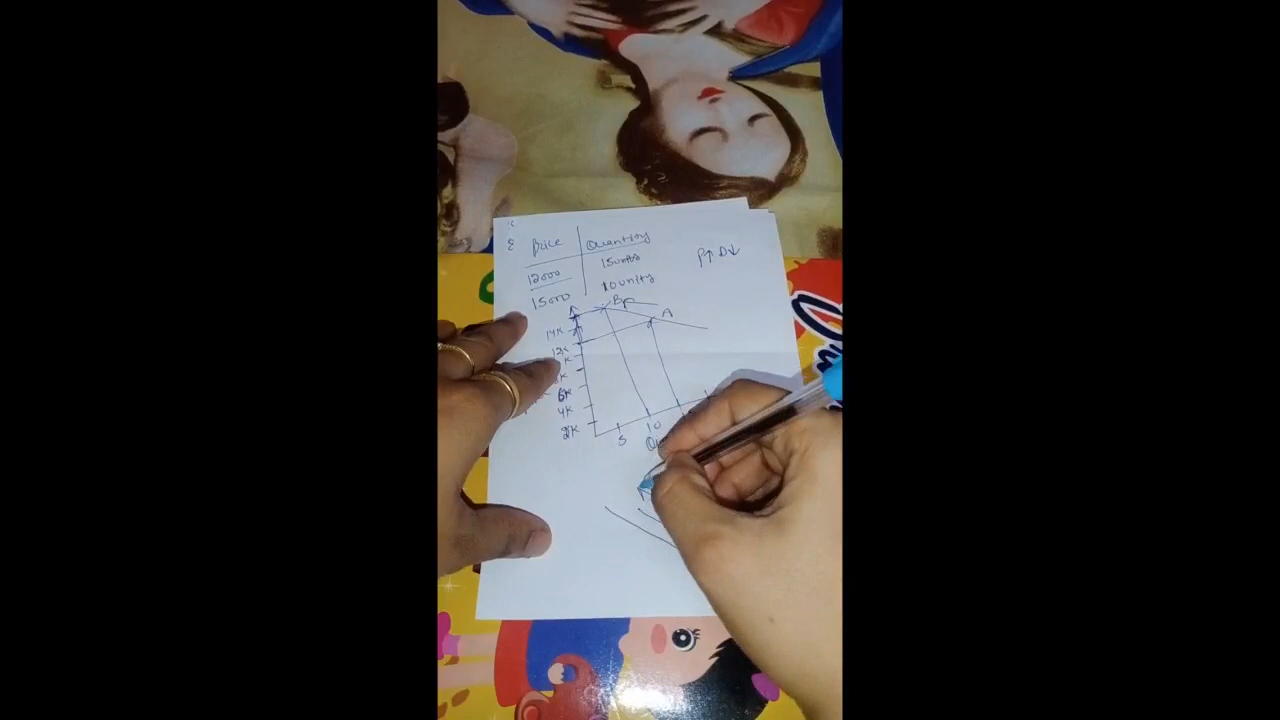 Price Quantity
12000 15units
15000 10units
P↑ D↓
B
A
14K
12K
K
K
6K
4K
2K
5 10